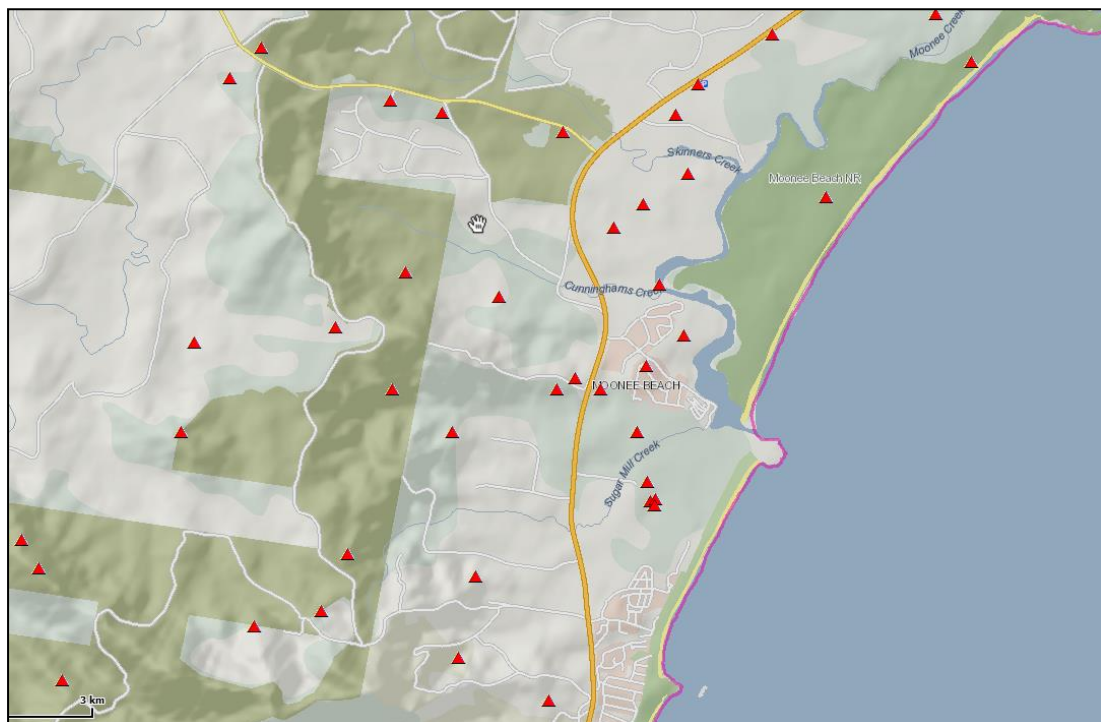 Moonee Creek
Skinners Creek
Moonee Beach NR
Cunninghams Creek
MOONEE BEACH
Sugar Mill Creek
3 km